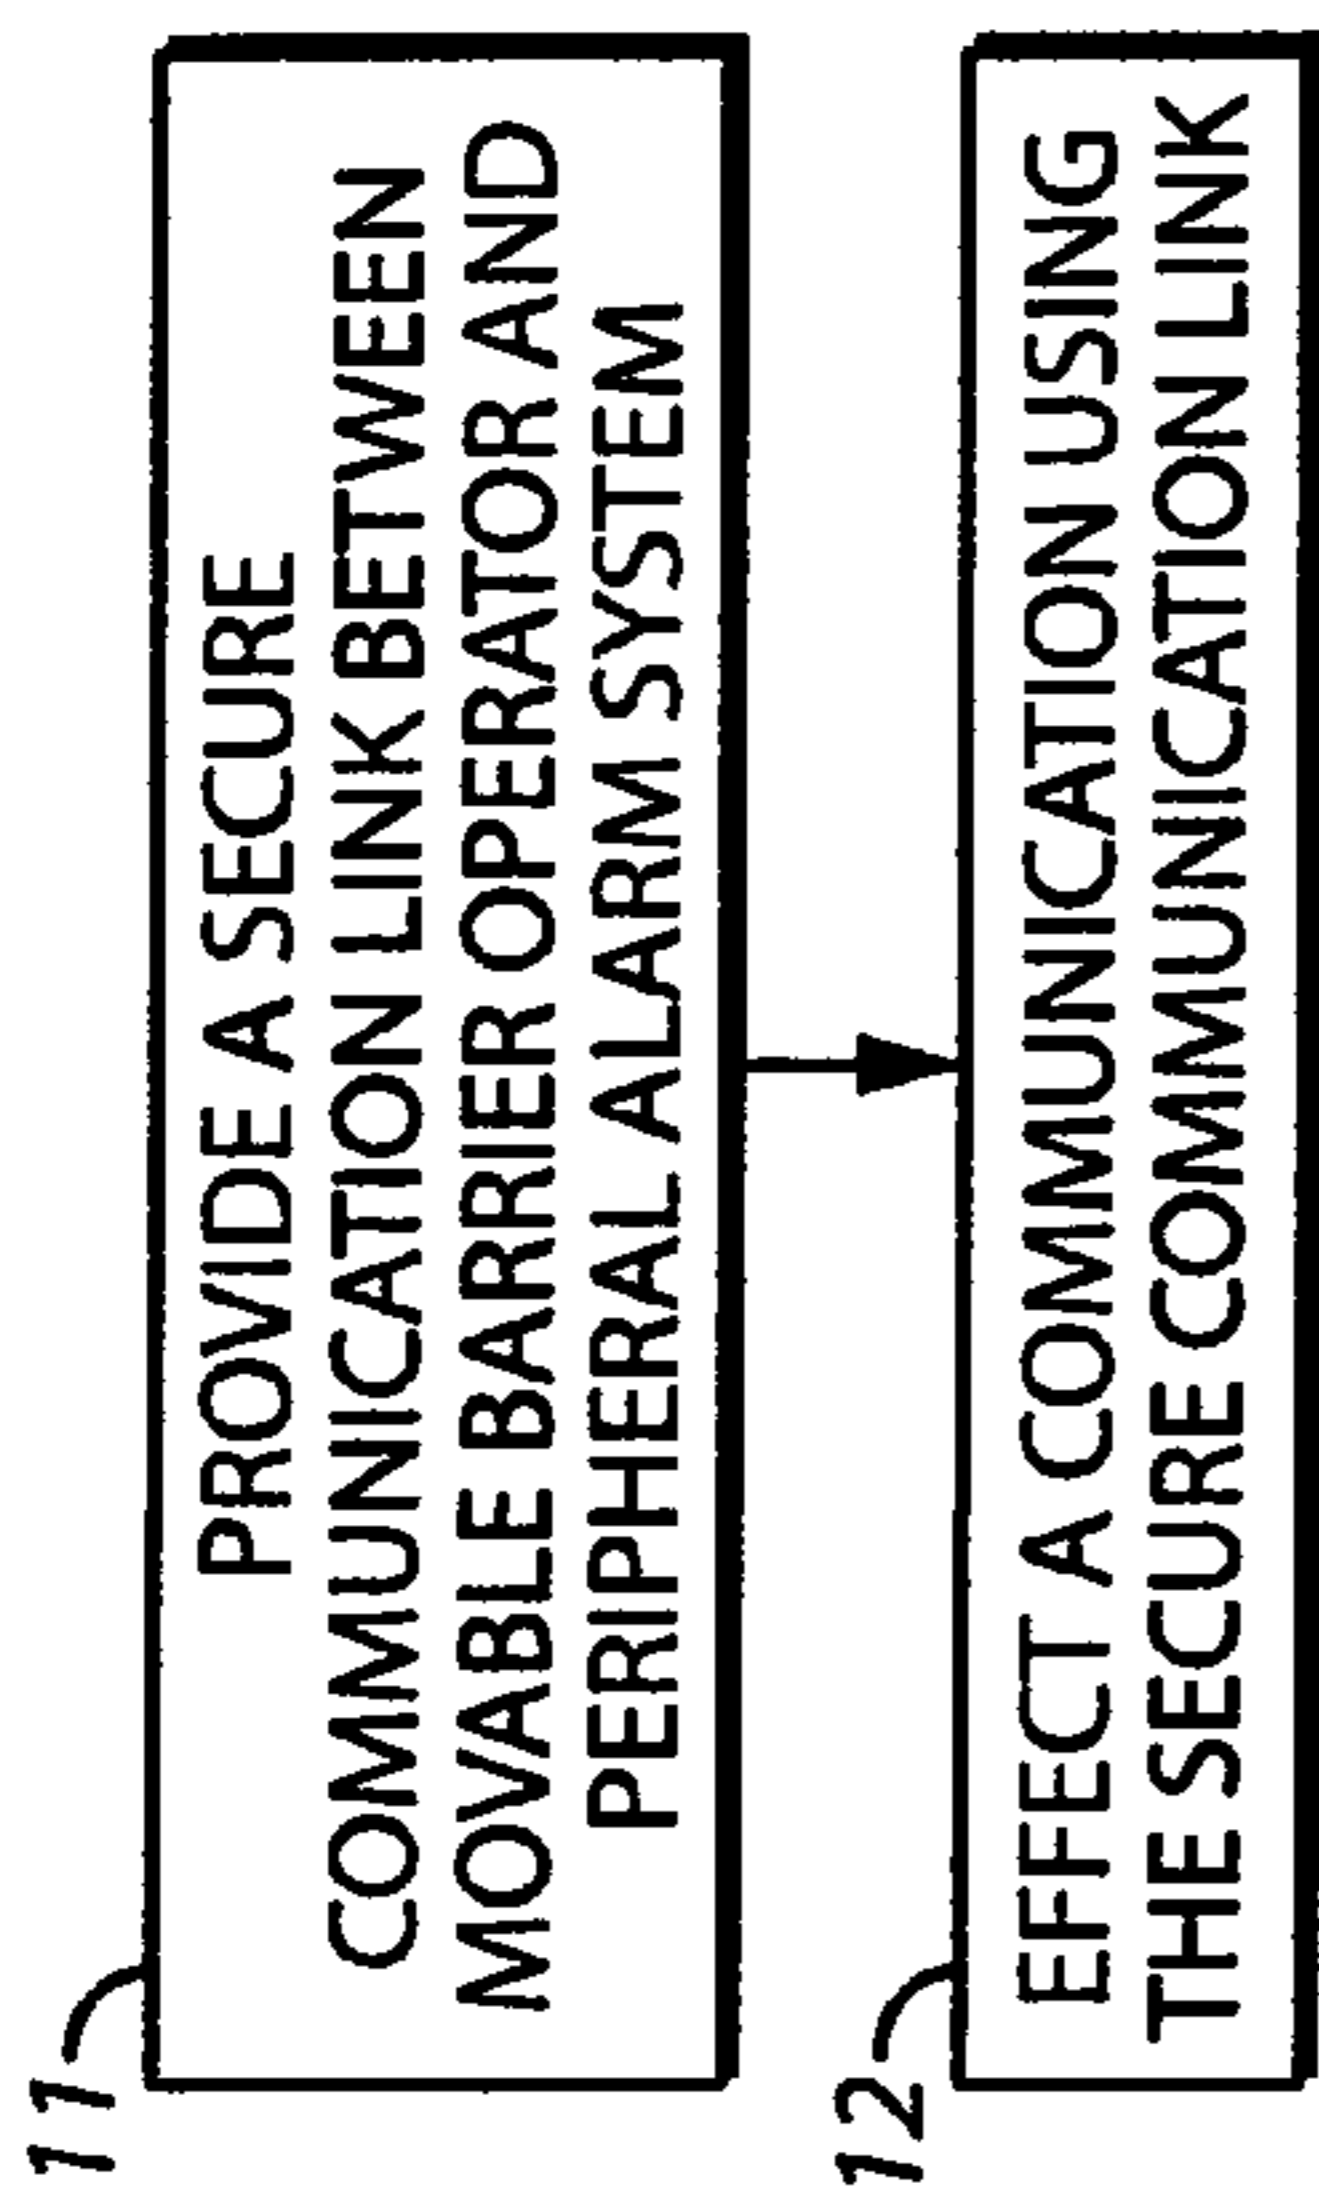 11
PROVIDE A SECURE
COMMUNICATION LINK BETWEEN
MOVABLE BARRIER OPERATOR AND
PERIPHERAL ALARM SYSTEM
12
EFFECT A COMMUNICATION USING
THE SECURE COMMUNICATION LINK